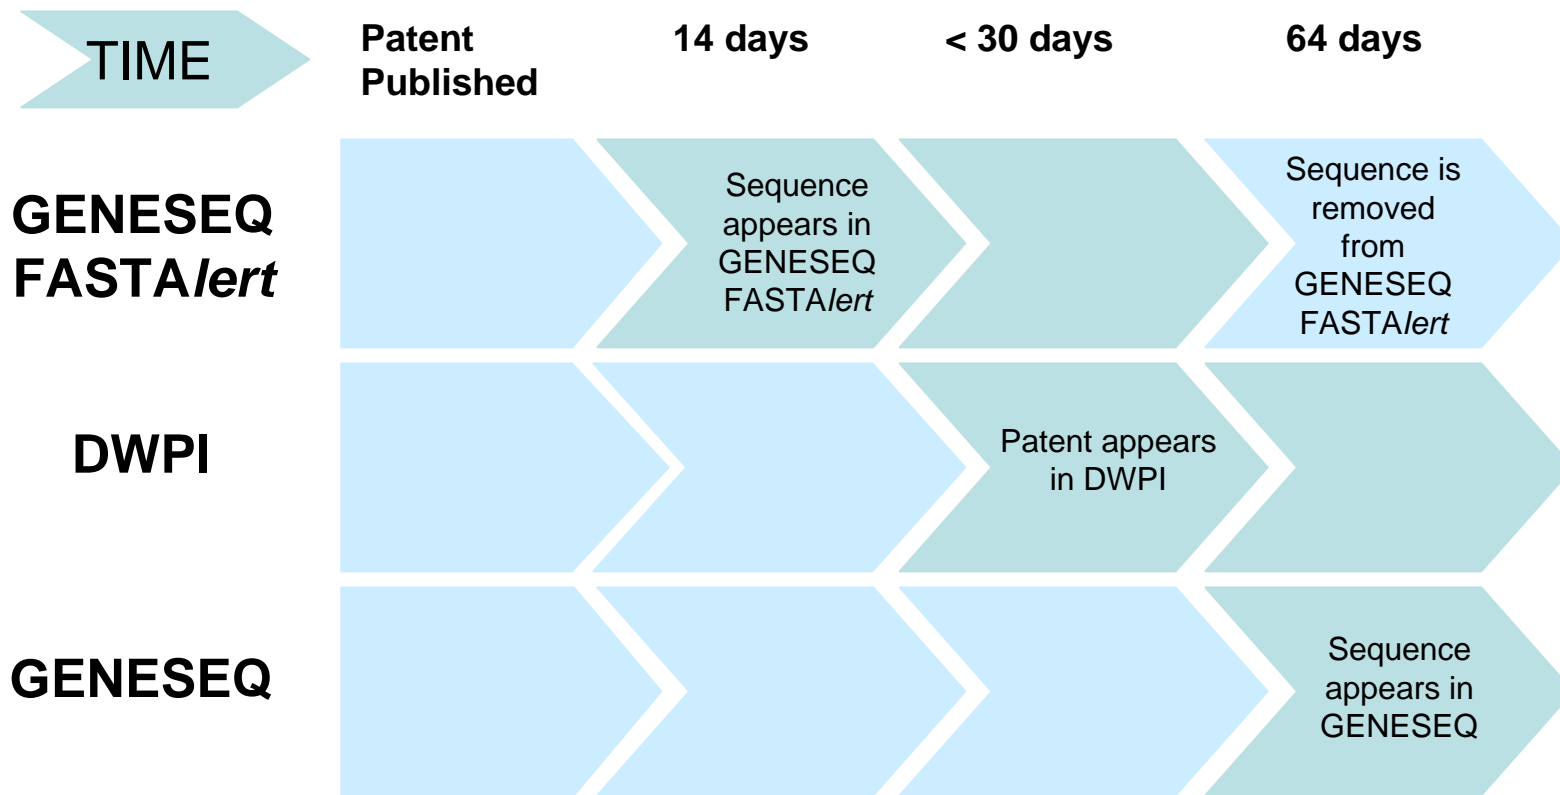 TIME
Patent
Published
14 days
< 30 days
64 days
GENESEQ
FASTAlert
Sequence
appears in
GENESEQ
FASTAlert
Sequence is
removed
from
GENESEQ
FASTAlert
DWPI
Patent appears
in DWPI
GENESEQ
Sequence
appears in
GENESEQ